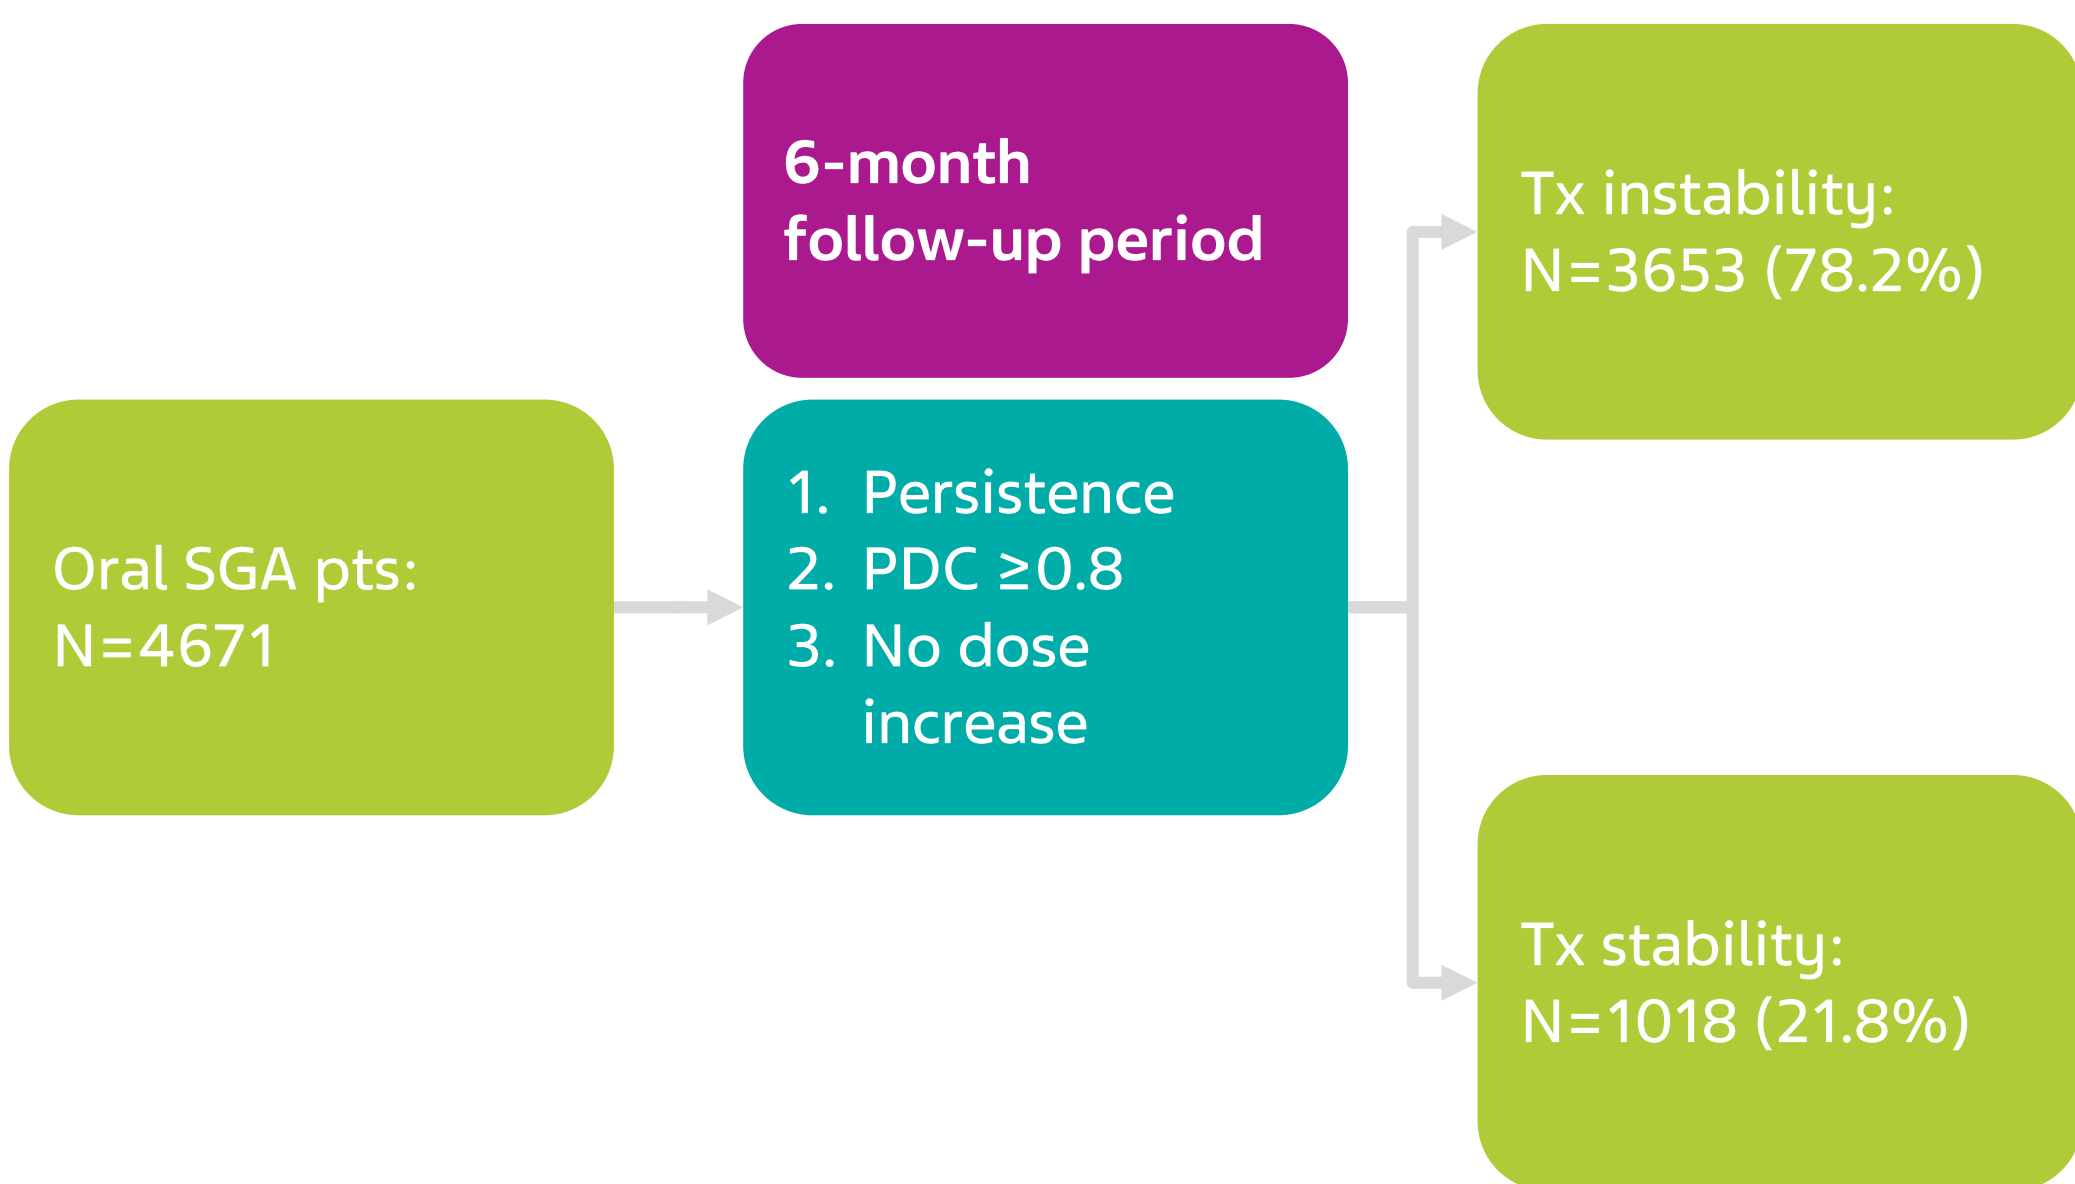 6-month
follow-up period
Oral SGA pts:
N=4671
1. Persistence
2. PDC ≥0.8
3. No dose
increase
Tx instability:
N=3653 (78.2%)
Tx stability:
N=1018 (21.8%)